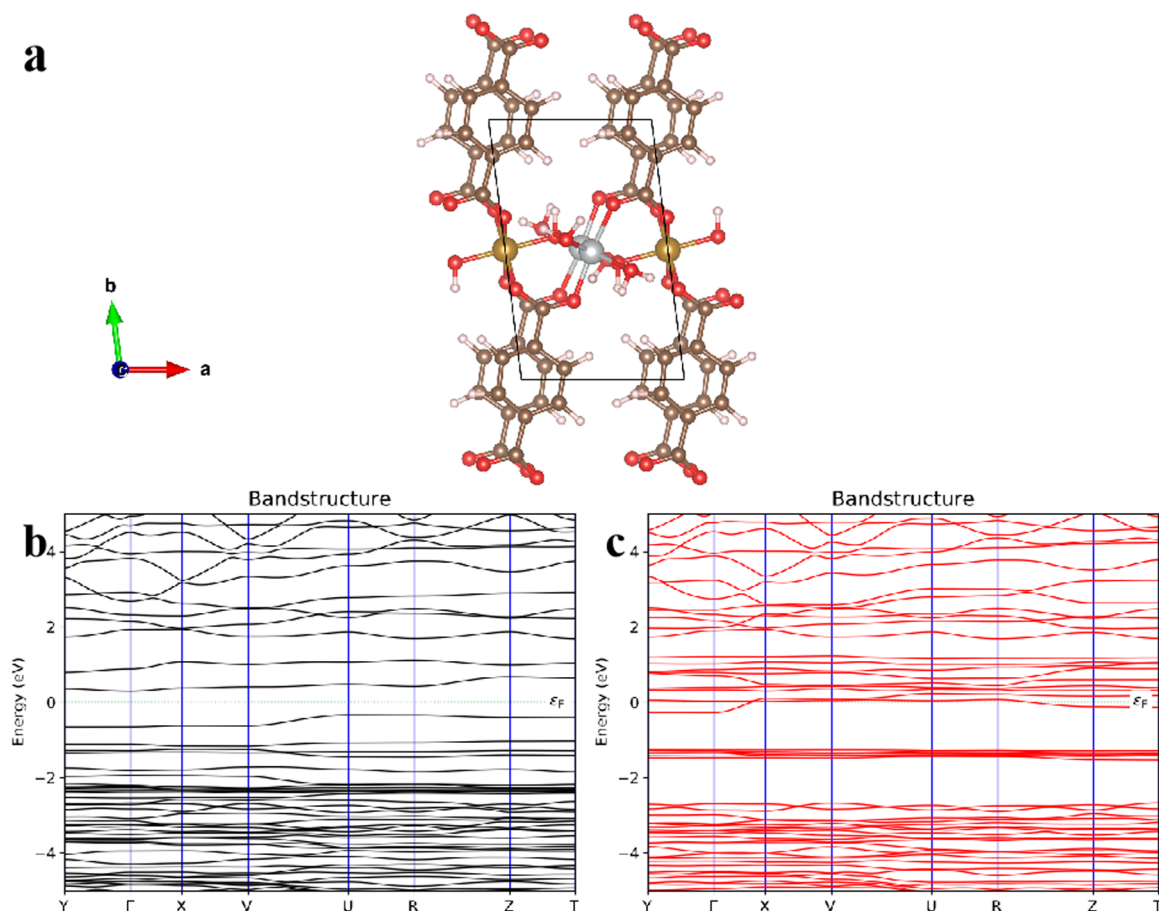 a
b
c
a
Bandstructure
Bandstructure
b
c
4
2
0
−2
−4
Energy (eV)
εF
Y Γ X V U R Z T
4
2
0
−2
−4
Energy (eV)
εF
Y Γ X V U R Z T